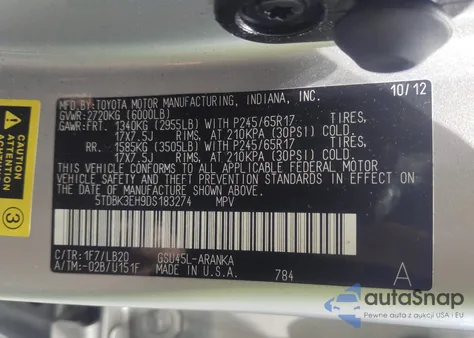 MFD.BY:TOYOTA MOTOR MANUFACTURING, INDIANA, INC. 10/12
GVWR:2720KG (6000LB)
GAWR:FRT. 1340KG (2955LB) WITH P245/65R17 TIRES,
17X7.5J RIMS, AT 210KPA (30PSI) COLD.
RR. 1585KG (3505LB) WITH P245/65R17 TIRES,
17X7.5J RIMS, AT 210KPA (30PSI) COLD.
THIS VEHICLE CONFORMS TO ALL APPLICABLE FEDERAL MOTOR
VEHICLE SAFETY AND THEFT PREVENTION STANDARDS IN EFFECT
ON THE DATE OF MANUFACTURE SHOWN ABOVE.
5TDBK3EH9DS183274 MPV
C/TR:1F7/LB20 GSU45L-ARANKA
A/TM:-02B/U151F MADE IN U.S.A. 784 A
CAUTION
ATTENTION
3
autoSnap
Pewne auto z aukcji USA i EU